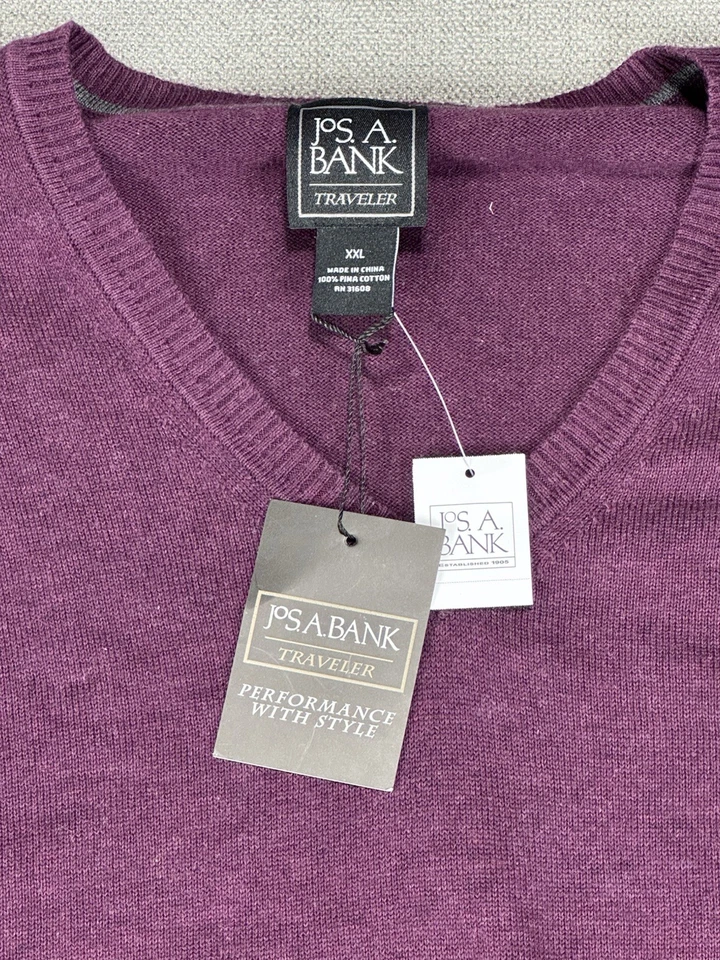 JoS. A.
BANK
TRAVELER
XXL
MADE IN CHINA
100% PIMA COTTON
RN 31608
JoS. A.
BANK
ESTABLISHED 1905
JoS.A.BANK
TRAVELER
PERFORMANCE
WITH STYLE